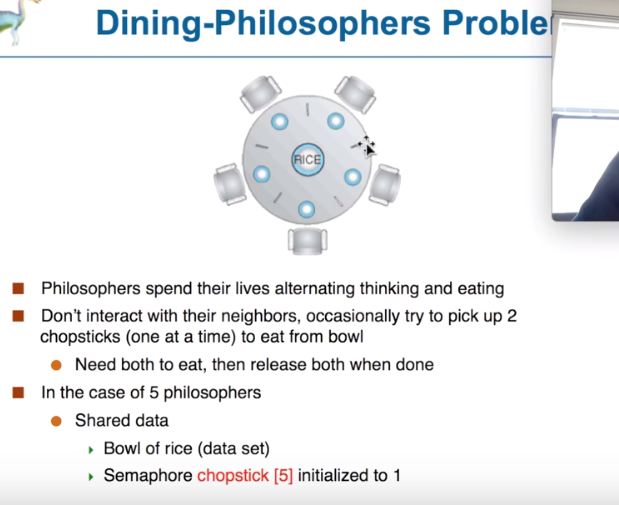 Dining-Philosophers Proble
RICE
Philosophers spend their lives alternating thinking and eating
Don't interact with their neighbors, occasionally try to pick up 2
chopsticks (one at a time) to eat from bowl
Need both to eat, then release both when done
In the case of 5 philosophers
Shared data
Bowl of rice (data set)
Semaphore chopstick [5] initialized to 1